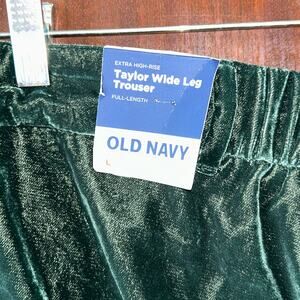 EXTRA HIGH-RISE
Taylor Wide Leg
Trouser
FULL-LENGTH
OLD NAVY
L